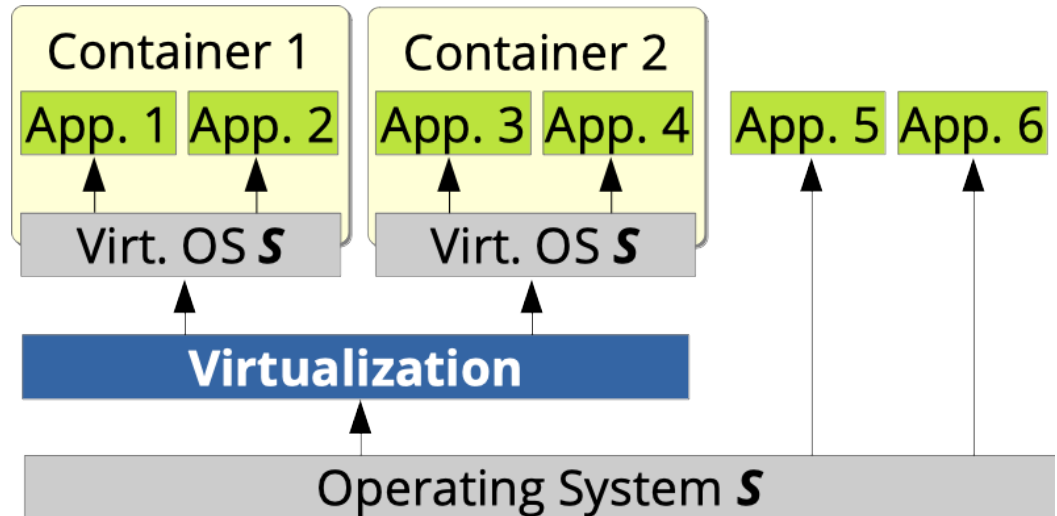 Container 1
Container 2
App. 1
App. 2
App. 3
App. 4
App. 5
App. 6
Virt. OS S
Virt. OS S
Virtualization
Operating System S